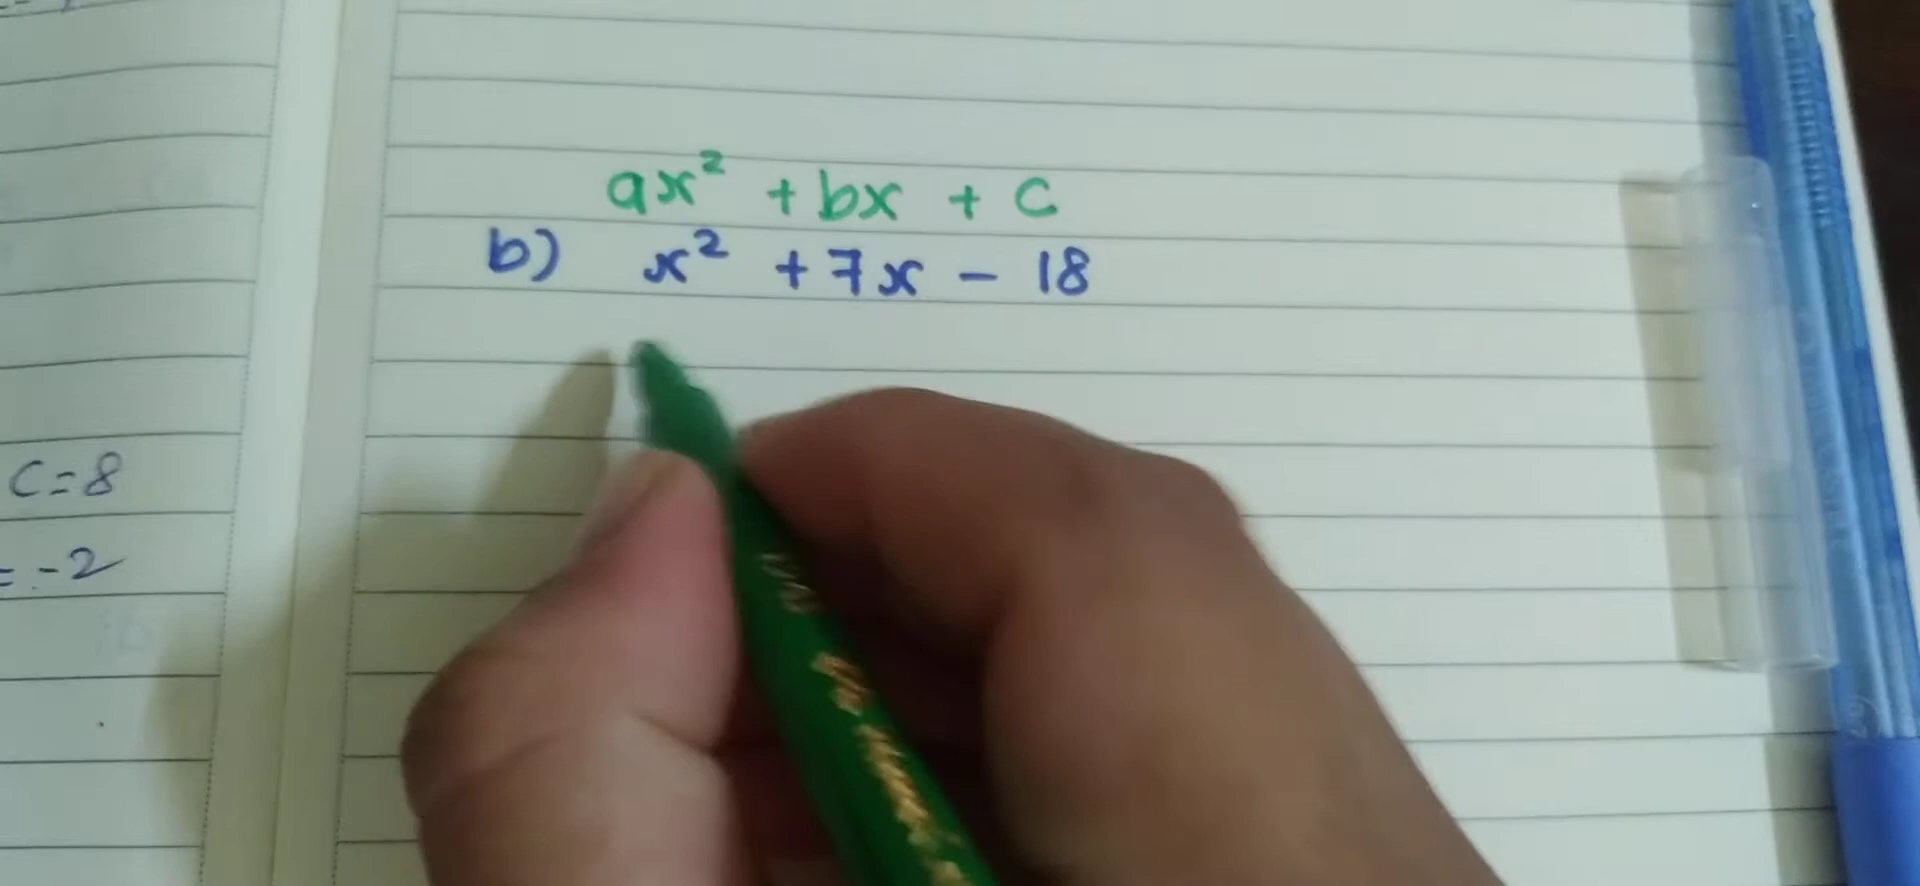 C=8
= -2
ax² + bx + c
b) x² + 7x - 18